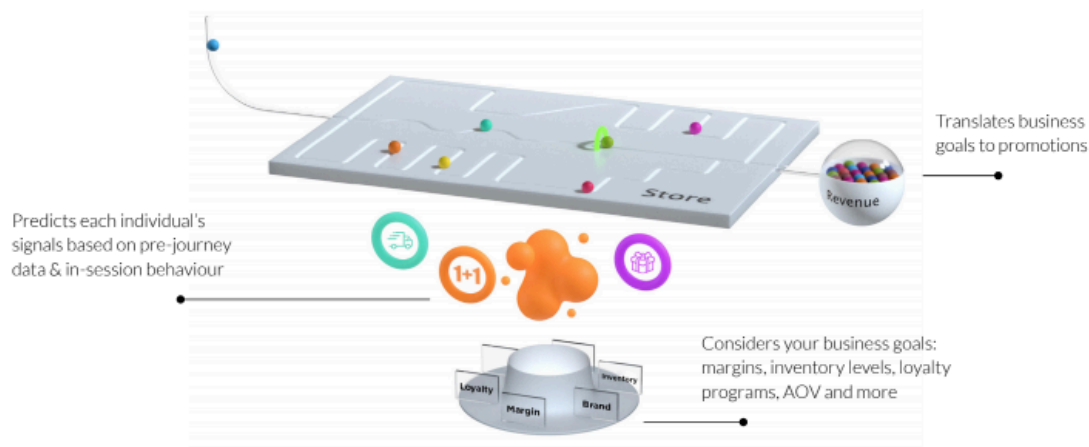 Translates business
goals to promotions
Store
Revenue
Predicts each individual's
signals based on pre-journey
data & in-session behaviour
1+1
Considers your business goals:
margins, inventory levels, loyalty
programs, AOV and more
Inventory
Loyalty
Margin
Brand